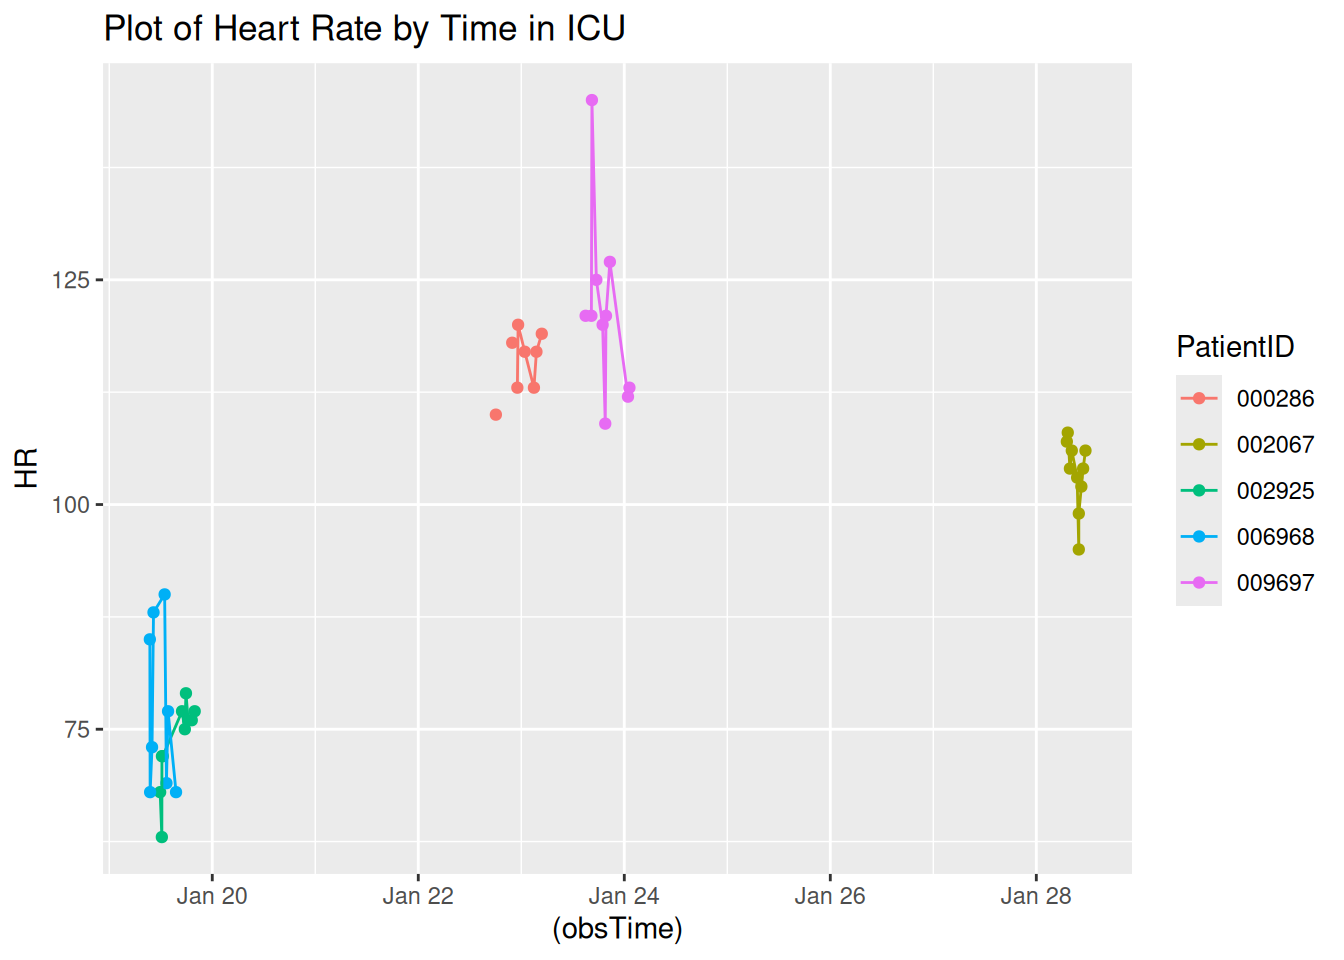 Plot of Heart Rate by Time in ICU
HR
125
100
75
Jan 20
Jan 22
Jan 24
Jan 26
Jan 28
(obsTime)
PatientID
000286
002067
002925
006968
009697